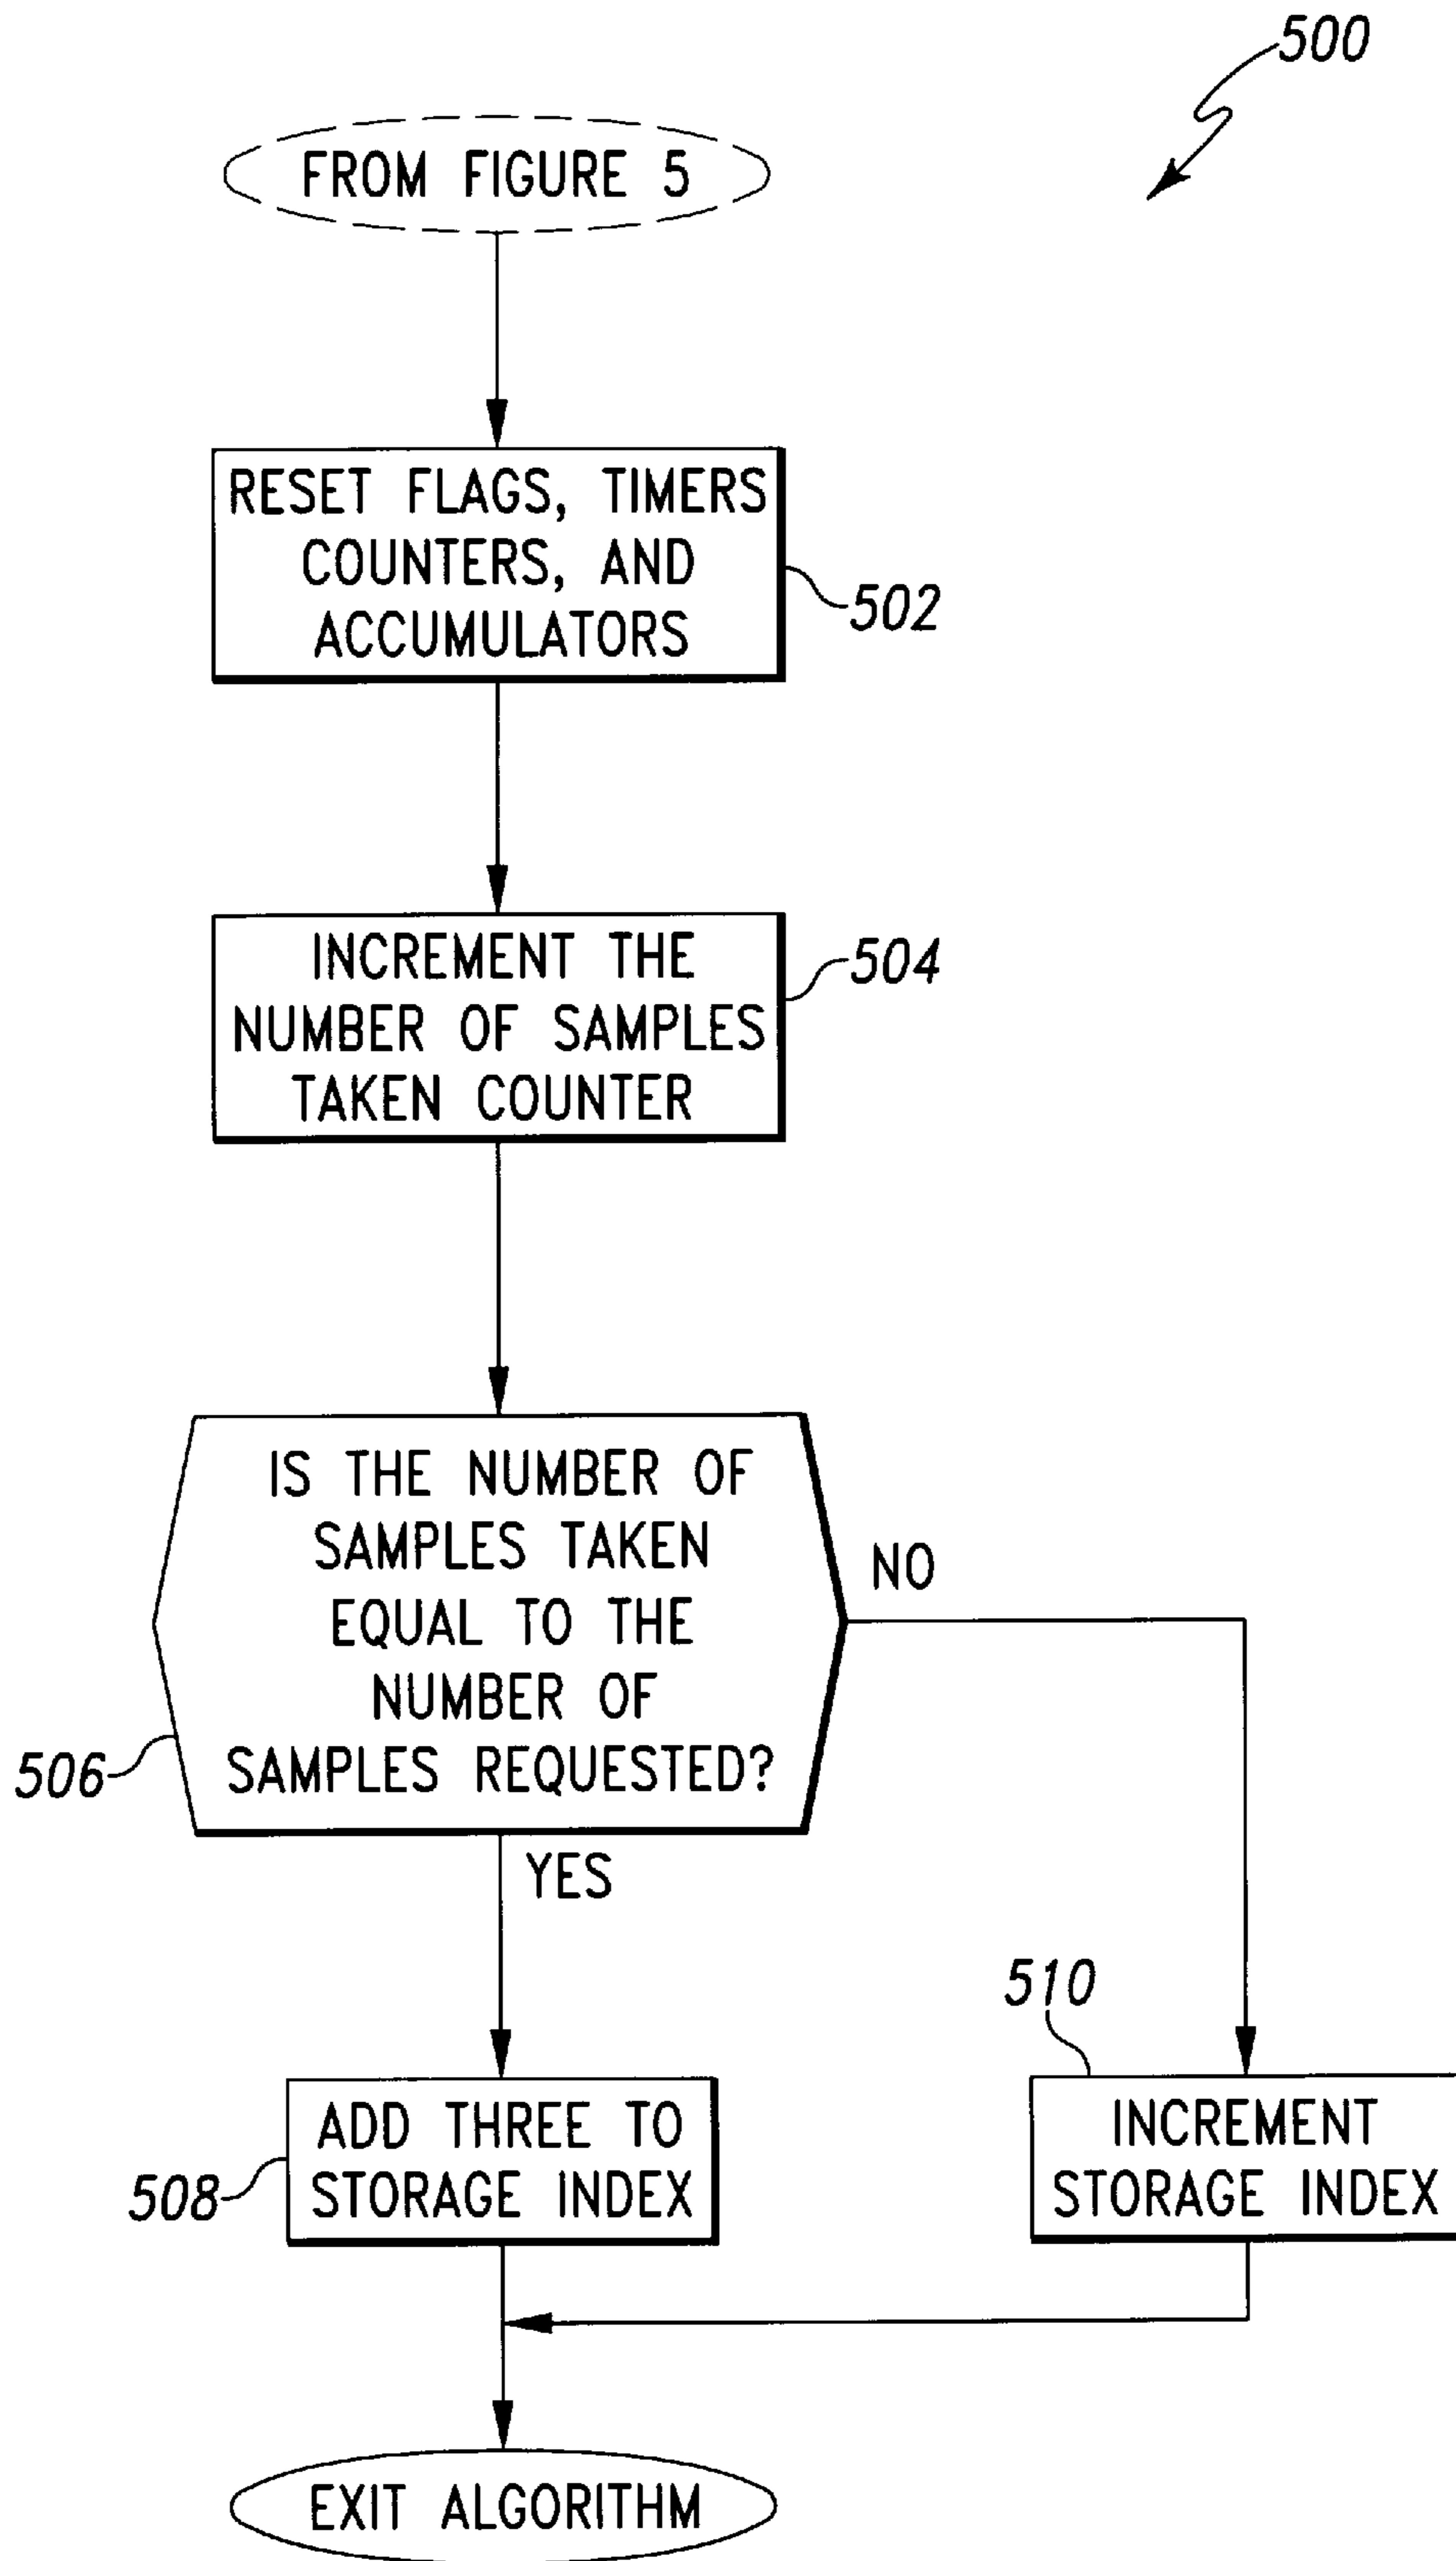 500
FROM FIGURE 5
RESET FLAGS, TIMERS
COUNTERS, AND
ACCUMULATORS
502
INCREMENT THE
NUMBER OF SAMPLES
TAKEN COUNTER
504
IS THE NUMBER OF
SAMPLES TAKEN
EQUAL TO THE
NUMBER OF
SAMPLES REQUESTED?
506
NO
YES
510
ADD THREE TO
STORAGE INDEX
508
INCREMENT
STORAGE INDEX
EXIT ALGORITHM